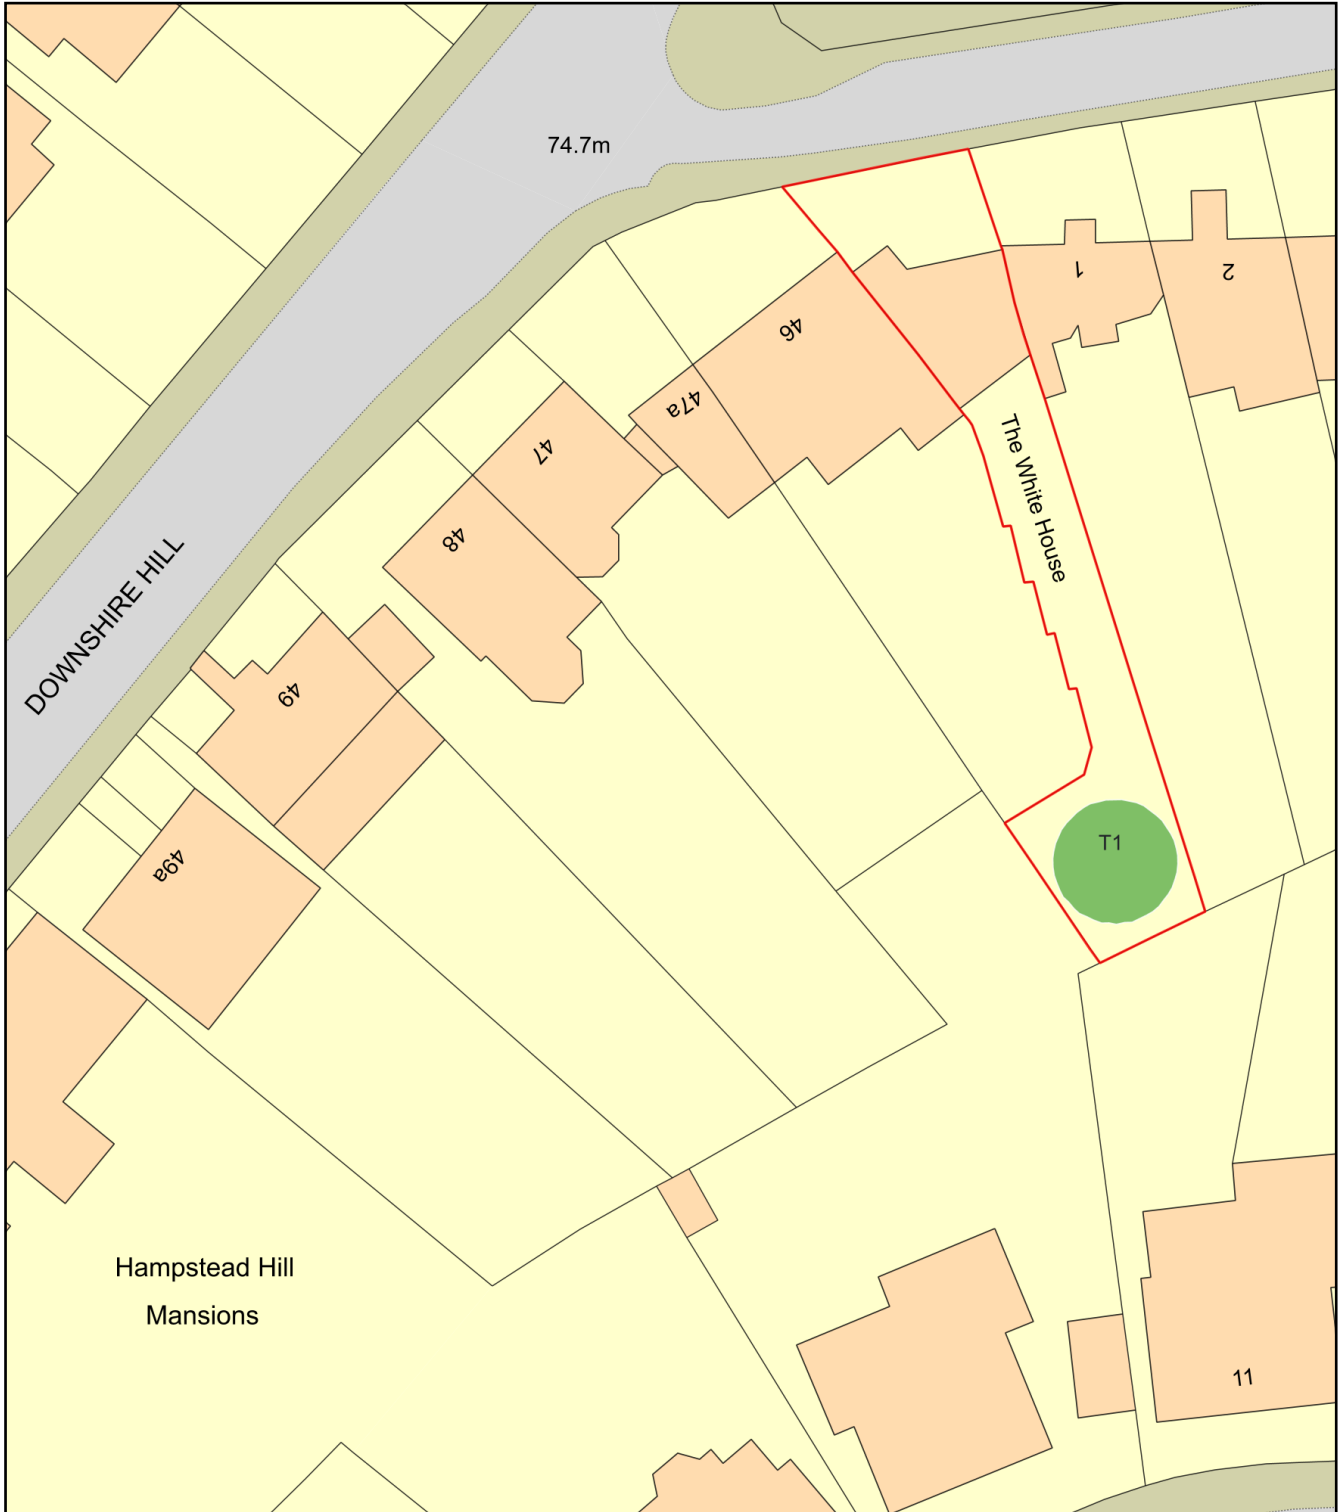 74.7m
1
2
46
47a
47
48
The White House
DOWNSHIRE HILL
49
T1
49a
Hampstead Hill
Mansions
11